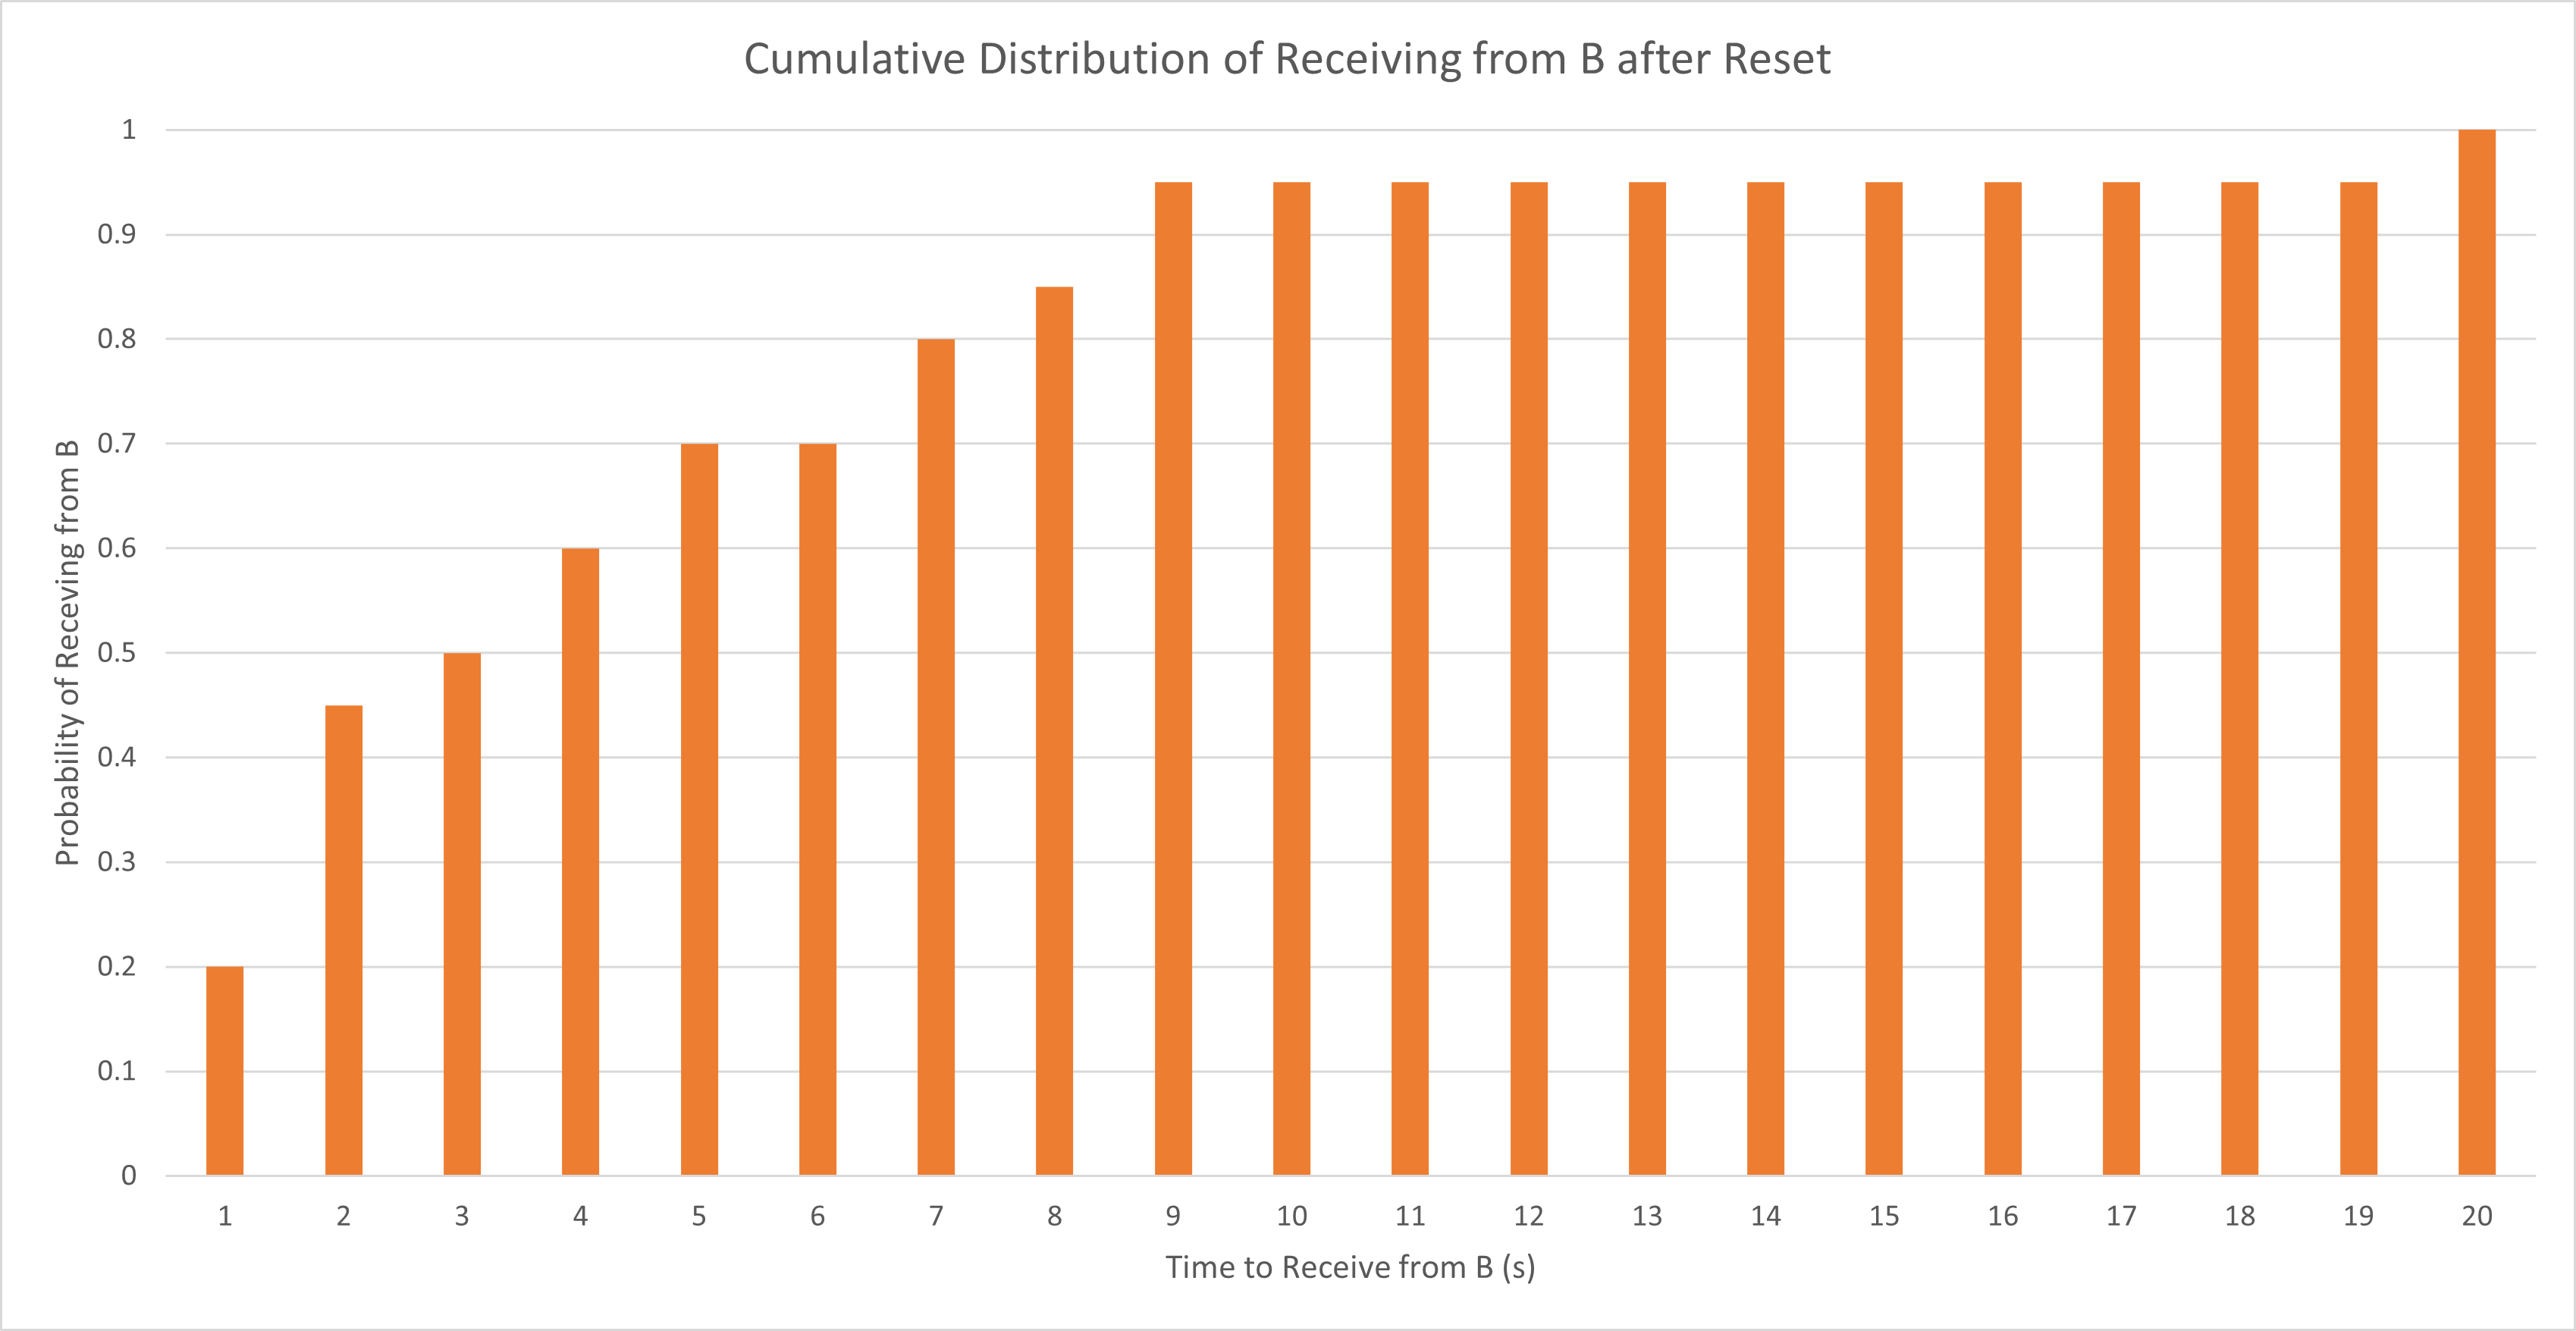 Cumulative Distribution of Receiving from B after Reset
Probability of Receving from B
1
0.9
0.8
0.7
0.6
0.5
0.4
0.3
0.2
0.1
0
1 2 3 4 5 6 7 8 9 10 11 12 13 14 15 16 17 18 19 20
Time to Receive from B (s)